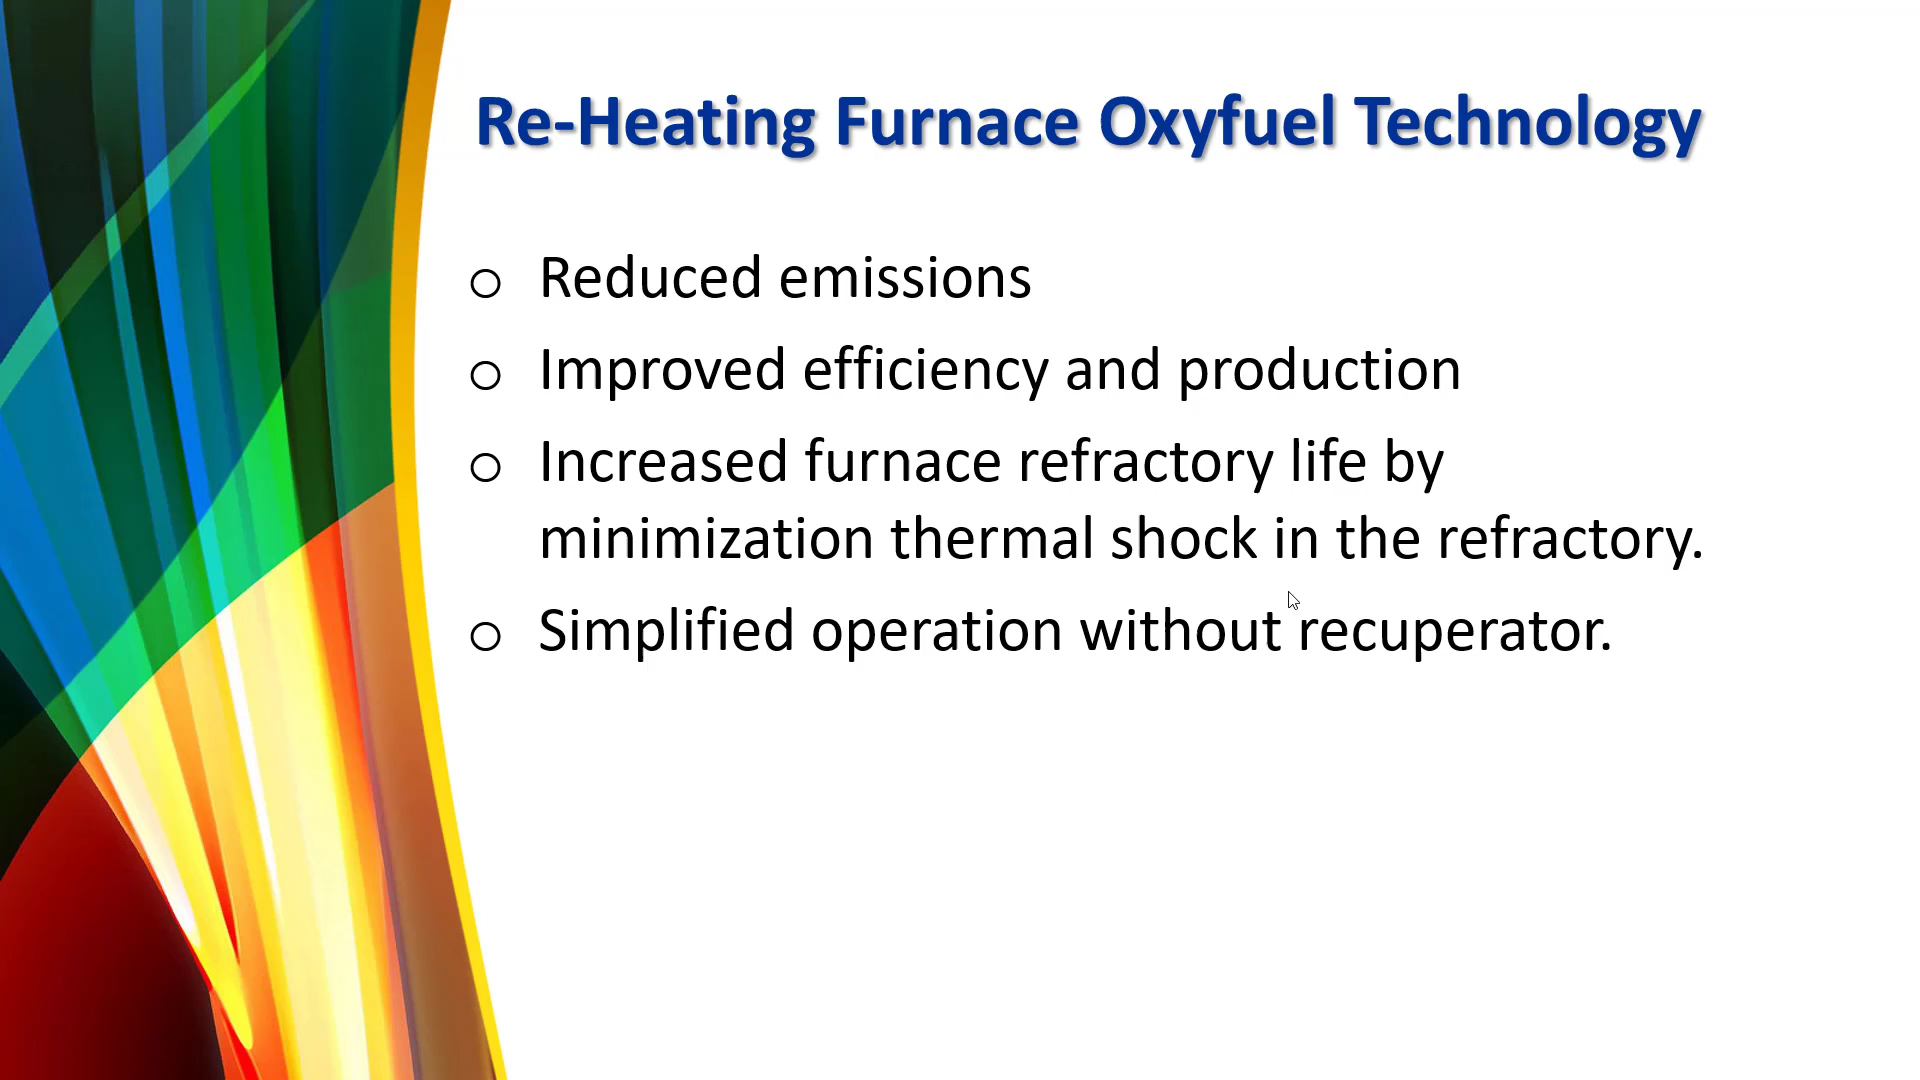 Re-Heating Furnace Oxyfuel Technology
o Reduced emissions
o Improved efficiency and production
o Increased furnace refractory life by
minimization thermal shock in the refractory.
o Simplified operation without recuperator.